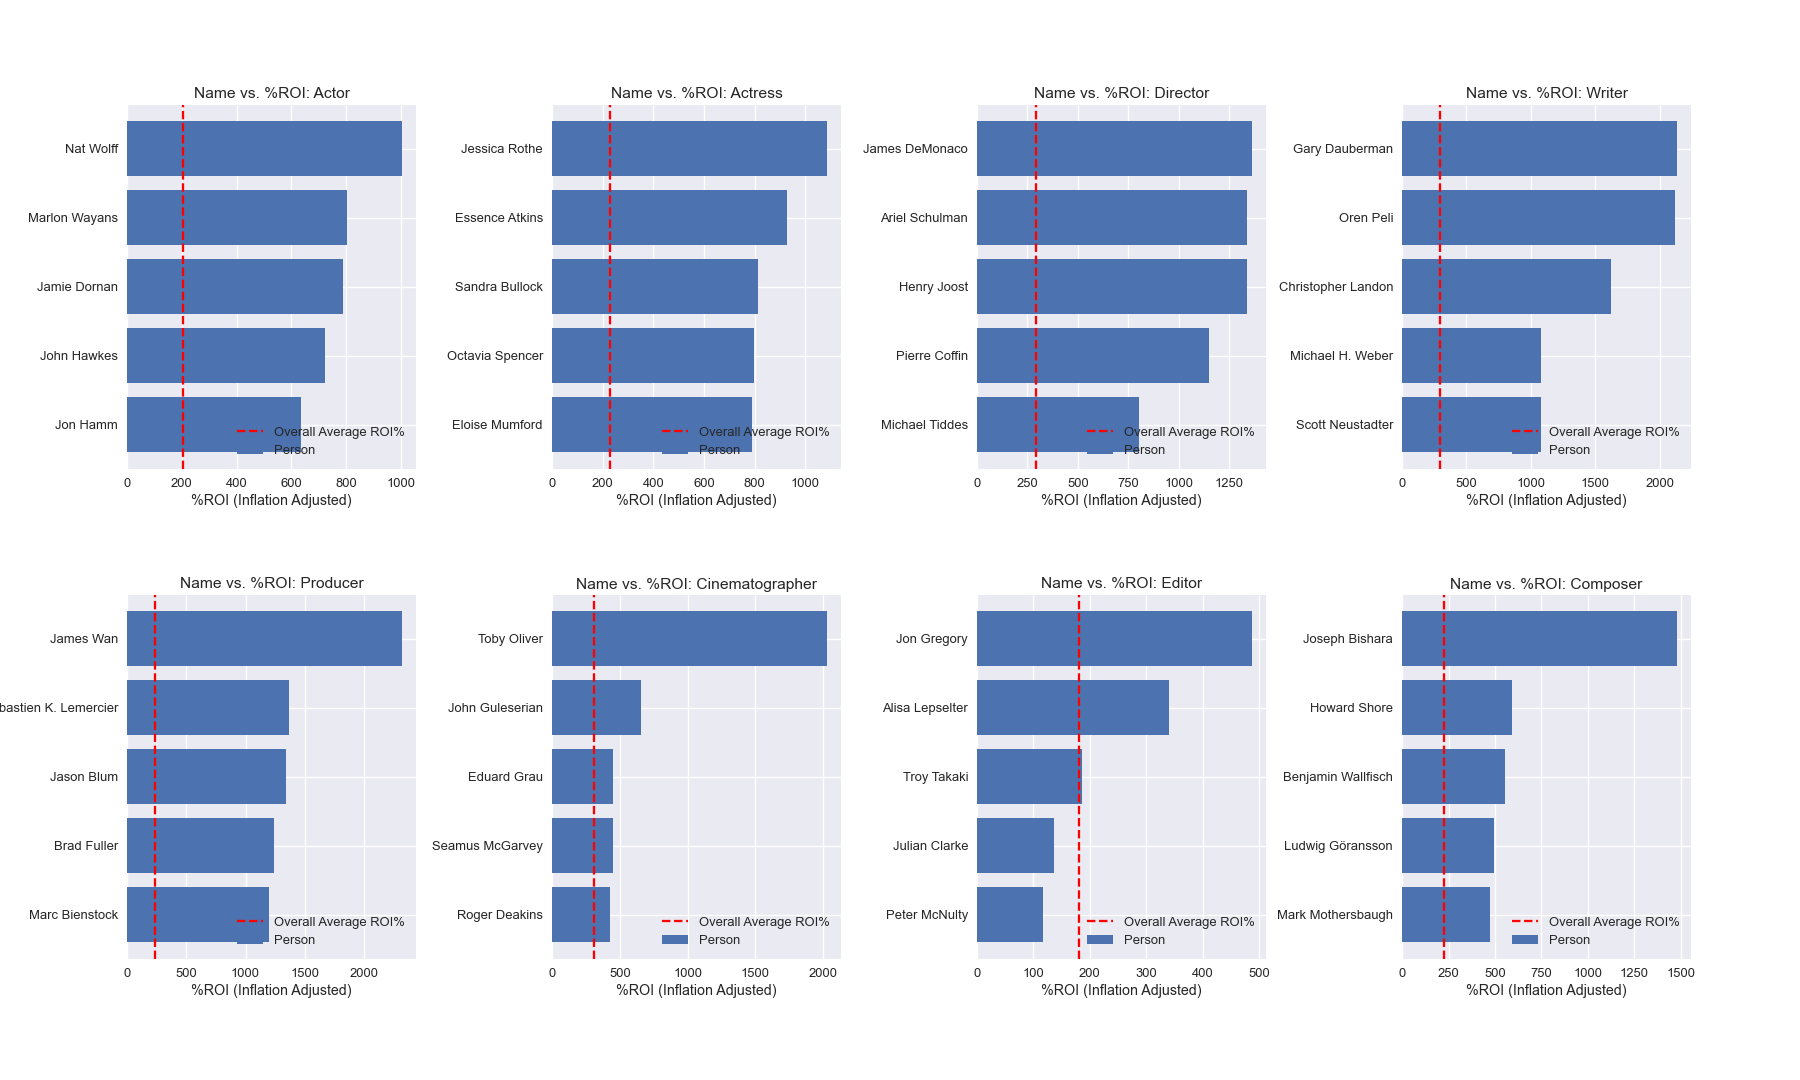 Name vs. %ROI: Actor
Nat Wolff
Marlon Wayans
Jamie Dornan
John Hawkes
Jon Hamm
Overall Average ROI%
Person
0 200 400 600 800 1000
%ROI (Inflation Adjusted)
Name vs. %ROI: Actress
Jessica Rothe
Essence Atkins
Sandra Bullock
Octavia Spencer
Eloise Mumford
Overall Average ROI%
Person
0 200 400 600 800 1000
%ROI (Inflation Adjusted)
Name vs. %ROI: Director
James DeMonaco
Ariel Schulman
Henry Joost
Pierre Coffin
Michael Tiddes
Overall Average ROI%
Person
0 250 500 750 1000 1250
%ROI (Inflation Adjusted)
Name vs. %ROI: Writer
Gary Dauberman
Oren Peli
Christopher Landon
Michael H. Weber
Scott Neustadter
Overall Average ROI%
Person
0 500 1000 1500 2000
%ROI (Inflation Adjusted)
Name vs. %ROI: Producer
James Wan
bastien K. Lemercier
Jason Blum
Brad Fuller
Marc Bienstock
Overall Average ROI%
Person
0 500 1000 1500 2000
%ROI (Inflation Adjusted)
Name vs. %ROI: Cinematographer
Toby Oliver
John Guleserian
Eduard Grau
Seamus McGarvey
Roger Deakins
Overall Average ROI%
Person
0 500 1000 1500 2000
%ROI (Inflation Adjusted)
Name vs. %ROI: Editor
Jon Gregory
Alisa Lepselter
Troy Takaki
Julian Clarke
Peter McNulty
Overall Average ROI%
Person
0 100 200 300 400 500
%ROI (Inflation Adjusted)
Name vs. %ROI: Composer
Joseph Bishara
Howard Shore
Benjamin Wallfisch
Ludwig Göransson
Mark Mothersbaugh
Overall Average ROI%
Person
0 250 500 750 1000 1250 1500
%ROI (Inflation Adjusted)